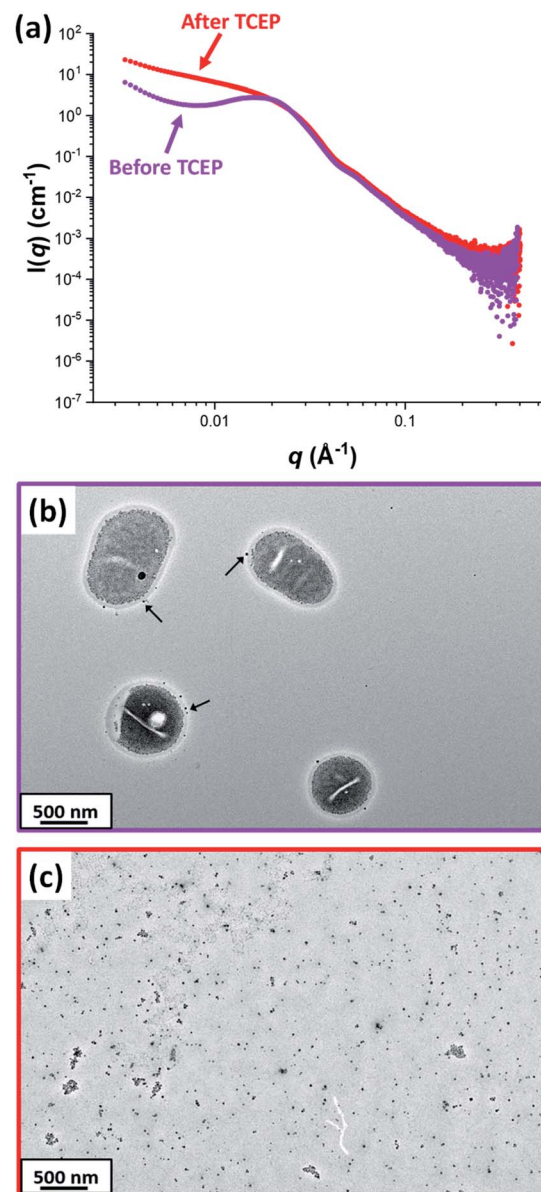 (a)
After TCEP
Before TCEP
I(q) (cm⁻¹)
10²
10¹
10⁰
10⁻¹
10⁻²
10⁻³
10⁻⁴
10⁻⁵
10⁻⁶
10⁻⁷
0.01
0.1
q (Å⁻¹)
(b)
500 nm
(c)
500 nm